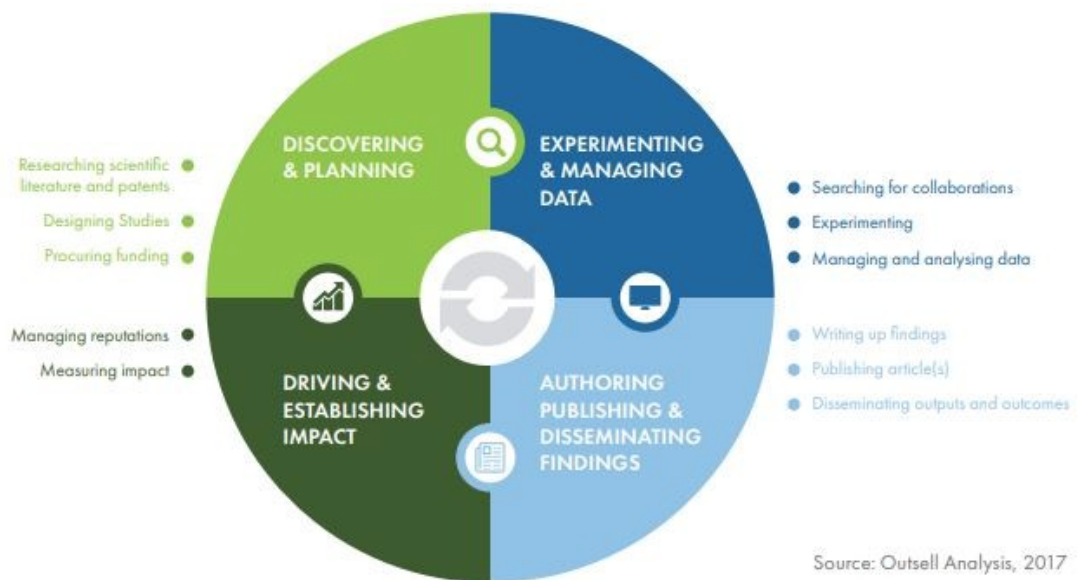 DISCOVERING
& PLANNING
EXPERIMENTING
& MANAGING
DATA
Researching scientific
literature and patents
Designing Studies
Procuring funding
Searching for collaborations
Experimenting
Managing and analysing data
Managing reputations
Measuring impact
DRIVING &
ESTABLISHING
IMPACT
AUTHORING
PUBLISHING &
DISSEMINATING
FINDINGS
Writing up findings
Publishing article(s)
Disseminating outputs and outcomes
Source: Outsell Analysis, 2017